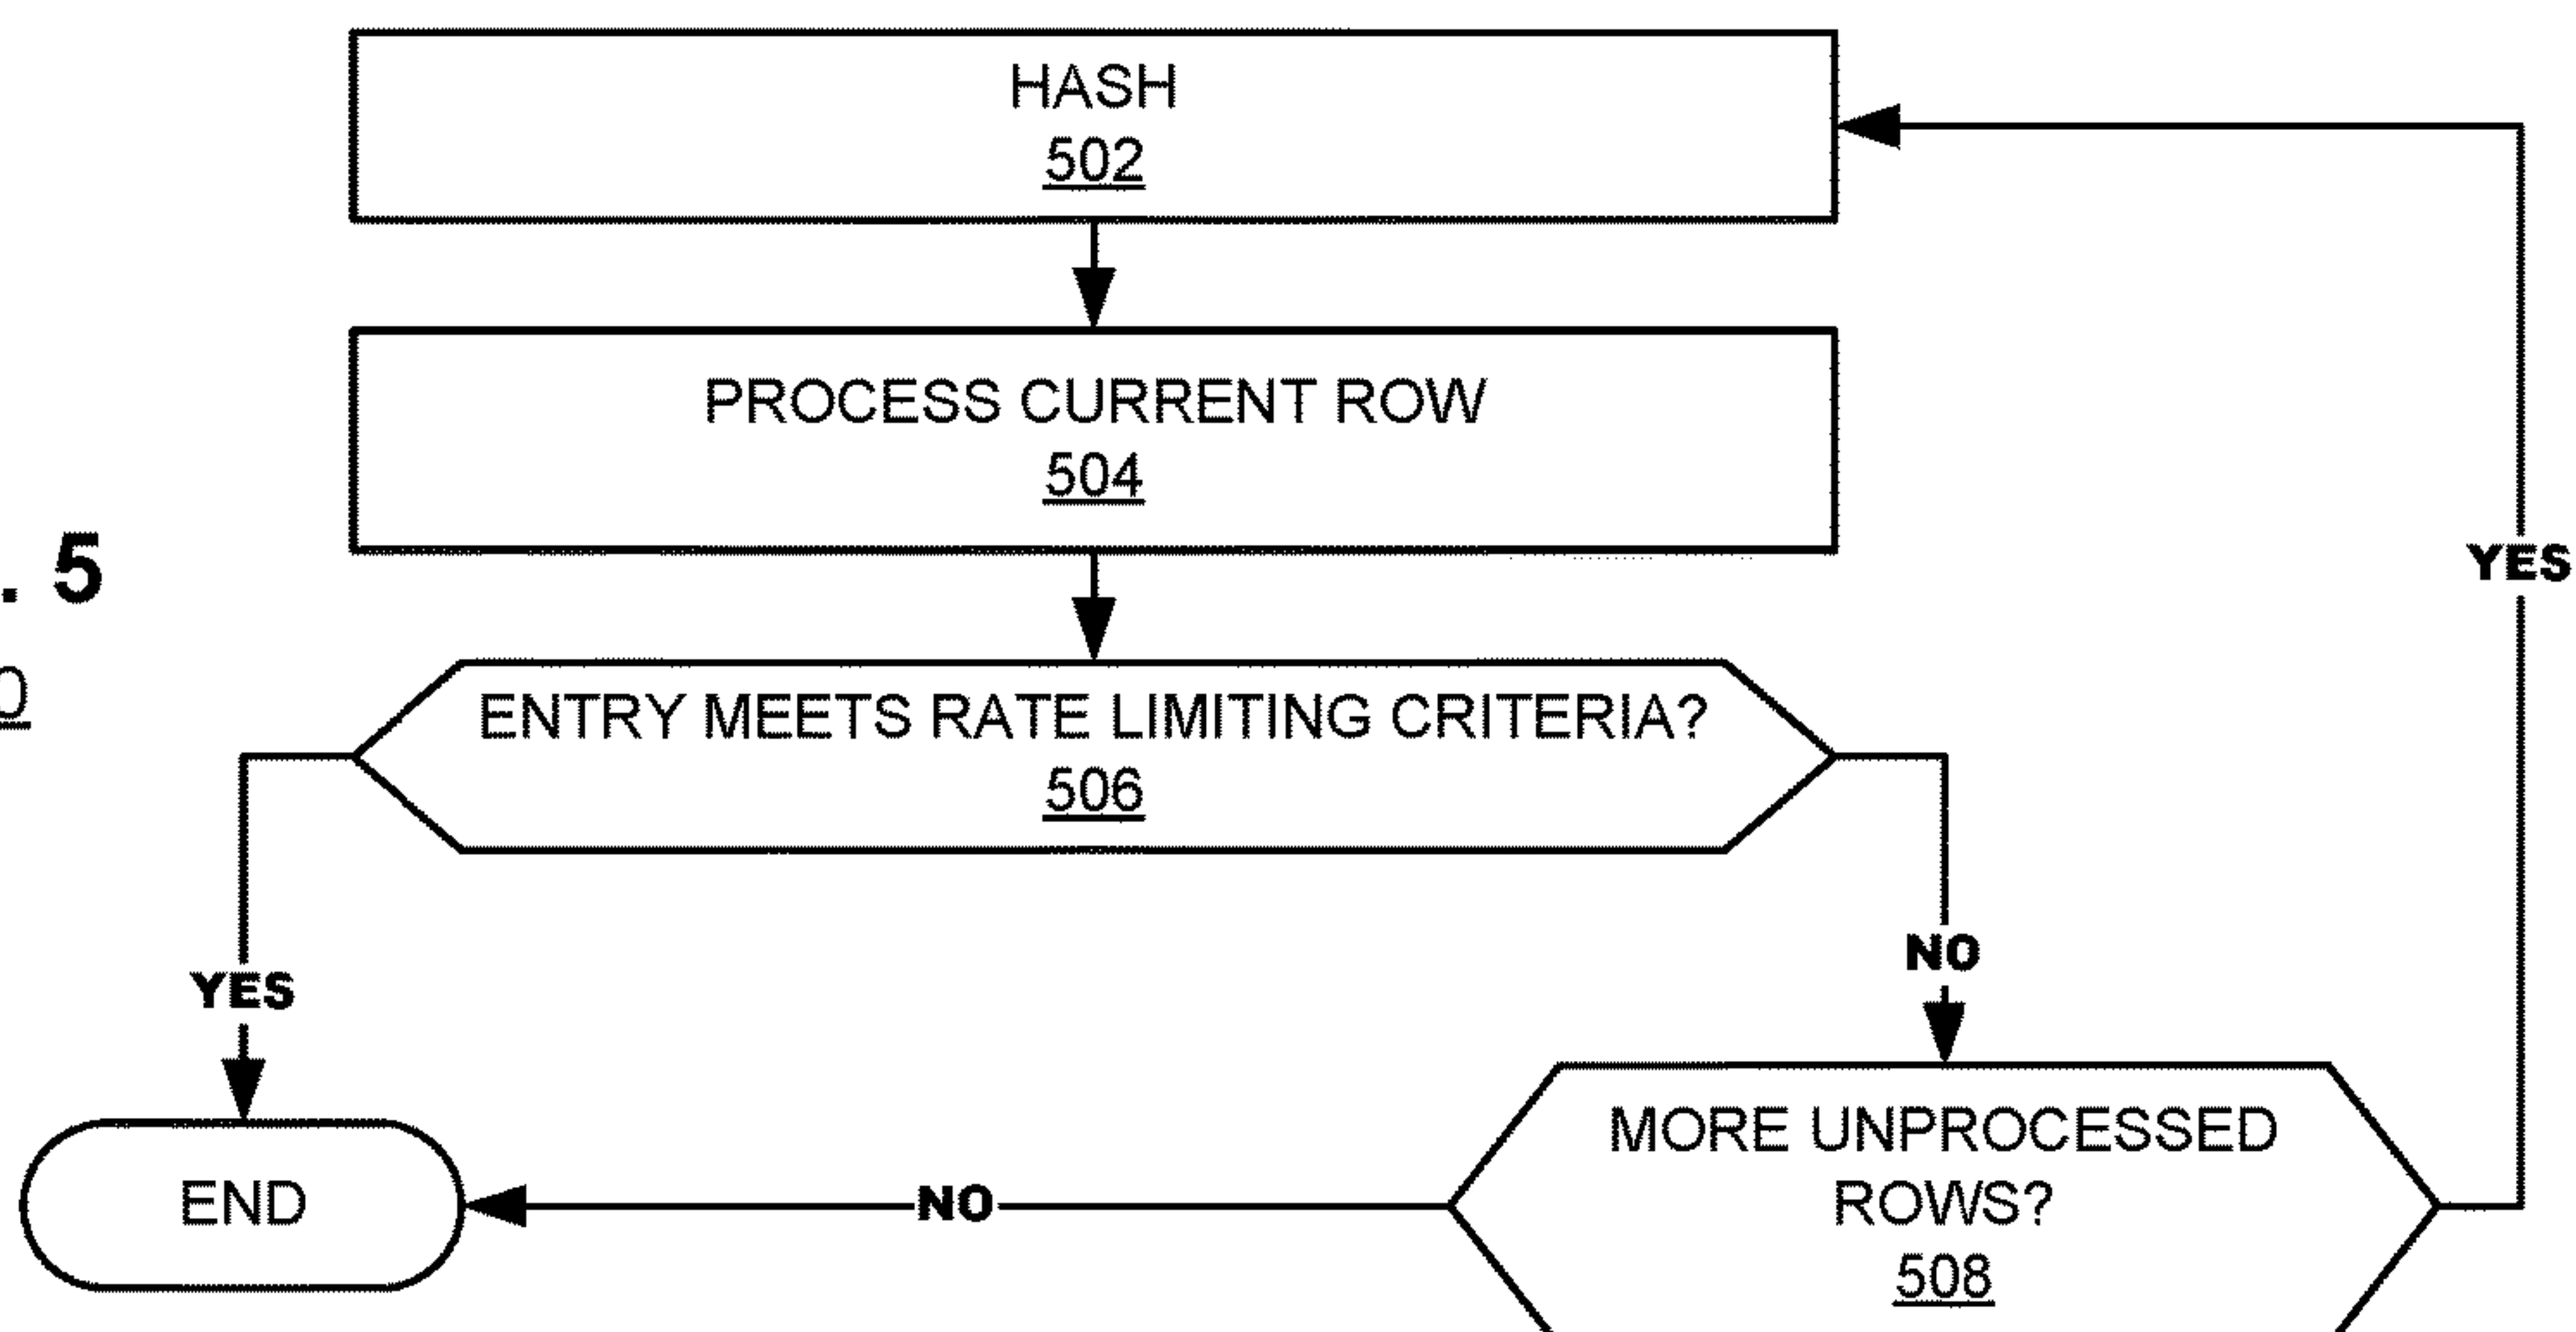 HASH
502
PROCESS CURRENT ROW
504
. 5
0
ENTRY MEETS RATE LIMITING CRITERIA?
506
YES
YES
NO
END
NO
MORE UNPROCESSED
ROWS?
508